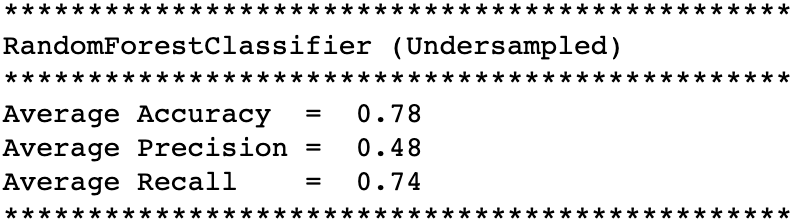 ***********************************************
RandomForestClassifier (Undersampled)
***********************************************
Average Accuracy  =  0.78
Average Precision =  0.48
Average Recall    =  0.74
***********************************************